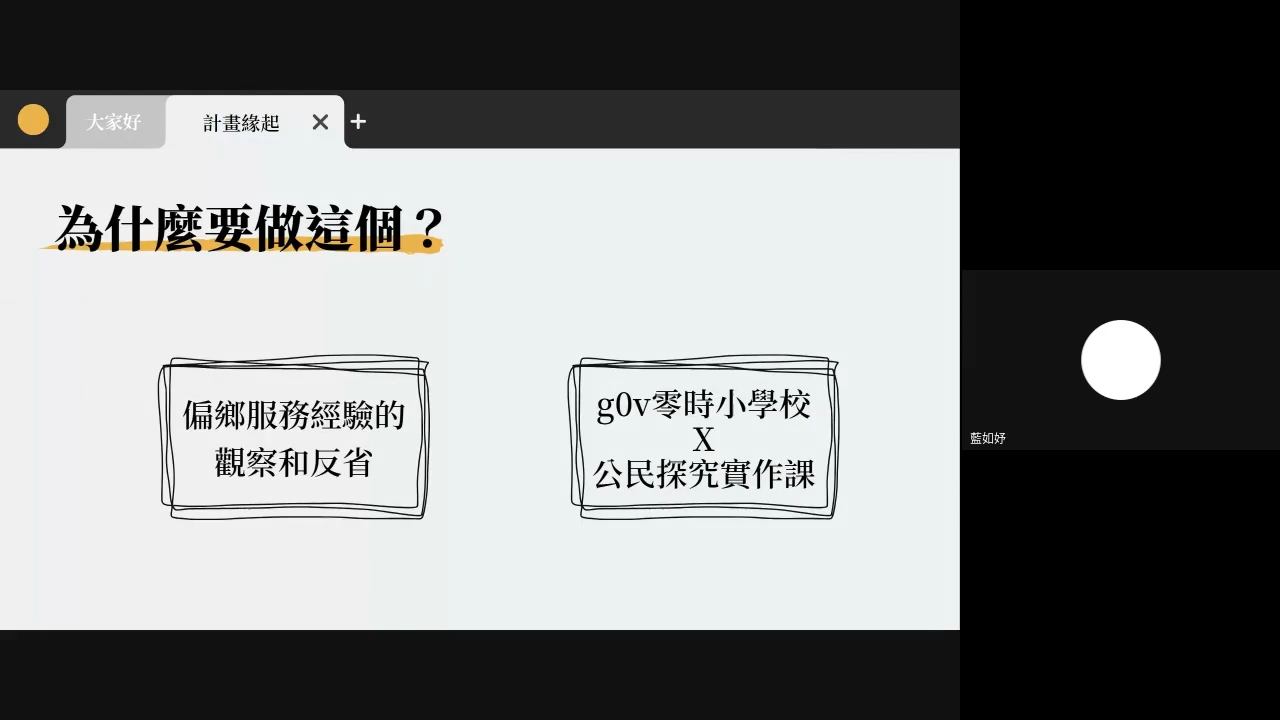 大家好
計畫緣起
為什麼要做這個？
偏鄉服務經驗的
觀察和反省
g0v零時小學校
X
公民探究實作課
藍如妤